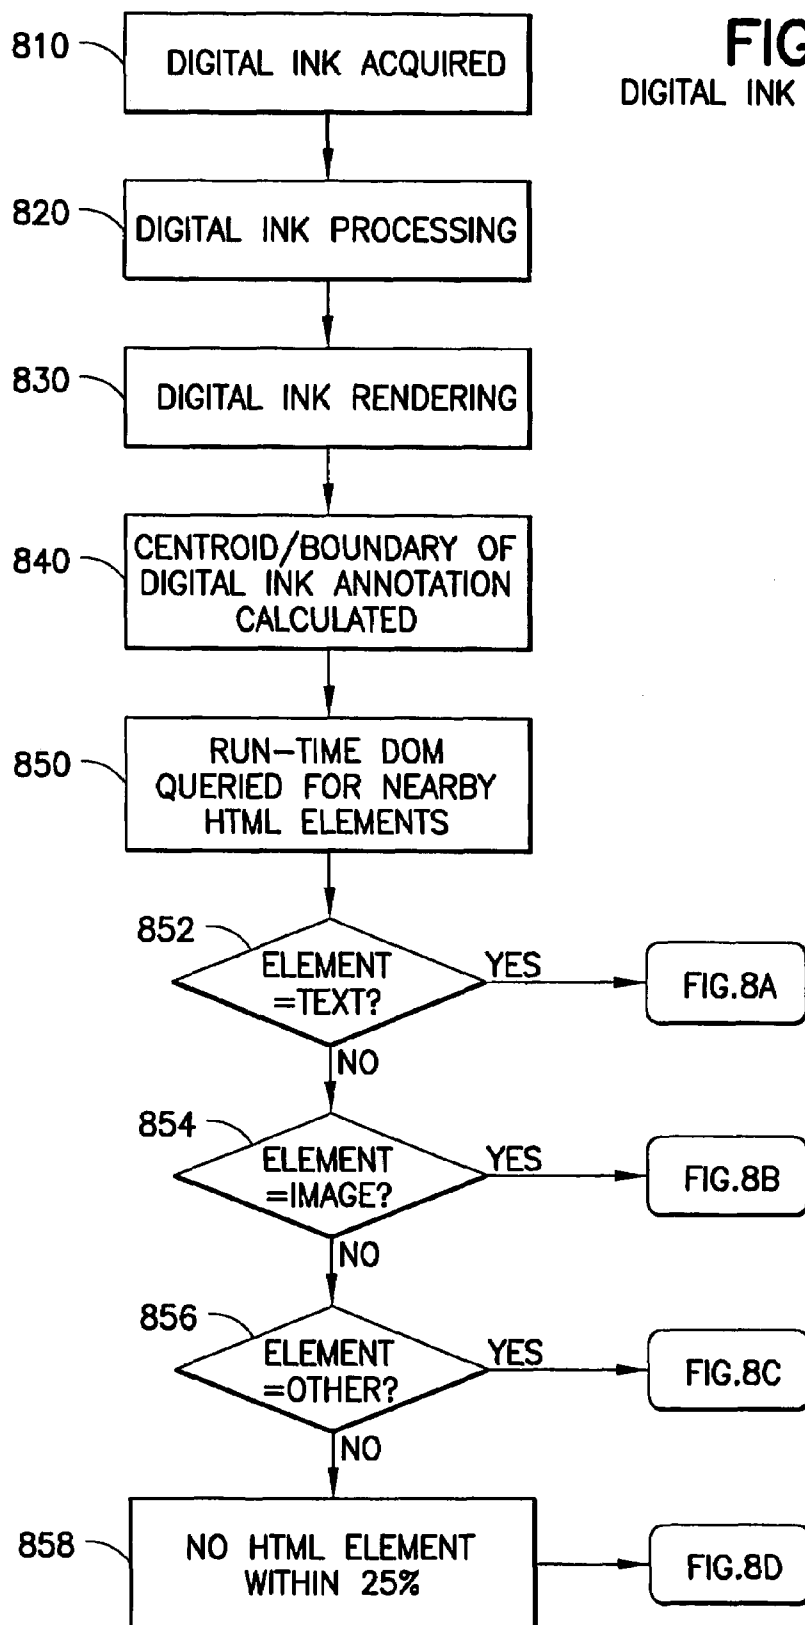 FIG
DIGITAL INK
810
DIGITAL INK ACQUIRED
820
DIGITAL INK PROCESSING
830
DIGITAL INK RENDERING
840
CENTROID/BOUNDARY OF
DIGITAL INK ANNOTATION
CALCULATED
850
RUN-TIME DOM
QUERIED FOR NEARBY
HTML ELEMENTS
852
ELEMENT
=TEXT?
YES
FIG.8A
NO
854
ELEMENT
=IMAGE?
YES
FIG.8B
NO
856
ELEMENT
=OTHER?
YES
FIG.8C
NO
858
NO HTML ELEMENT
WITHIN 25%
FIG.8D